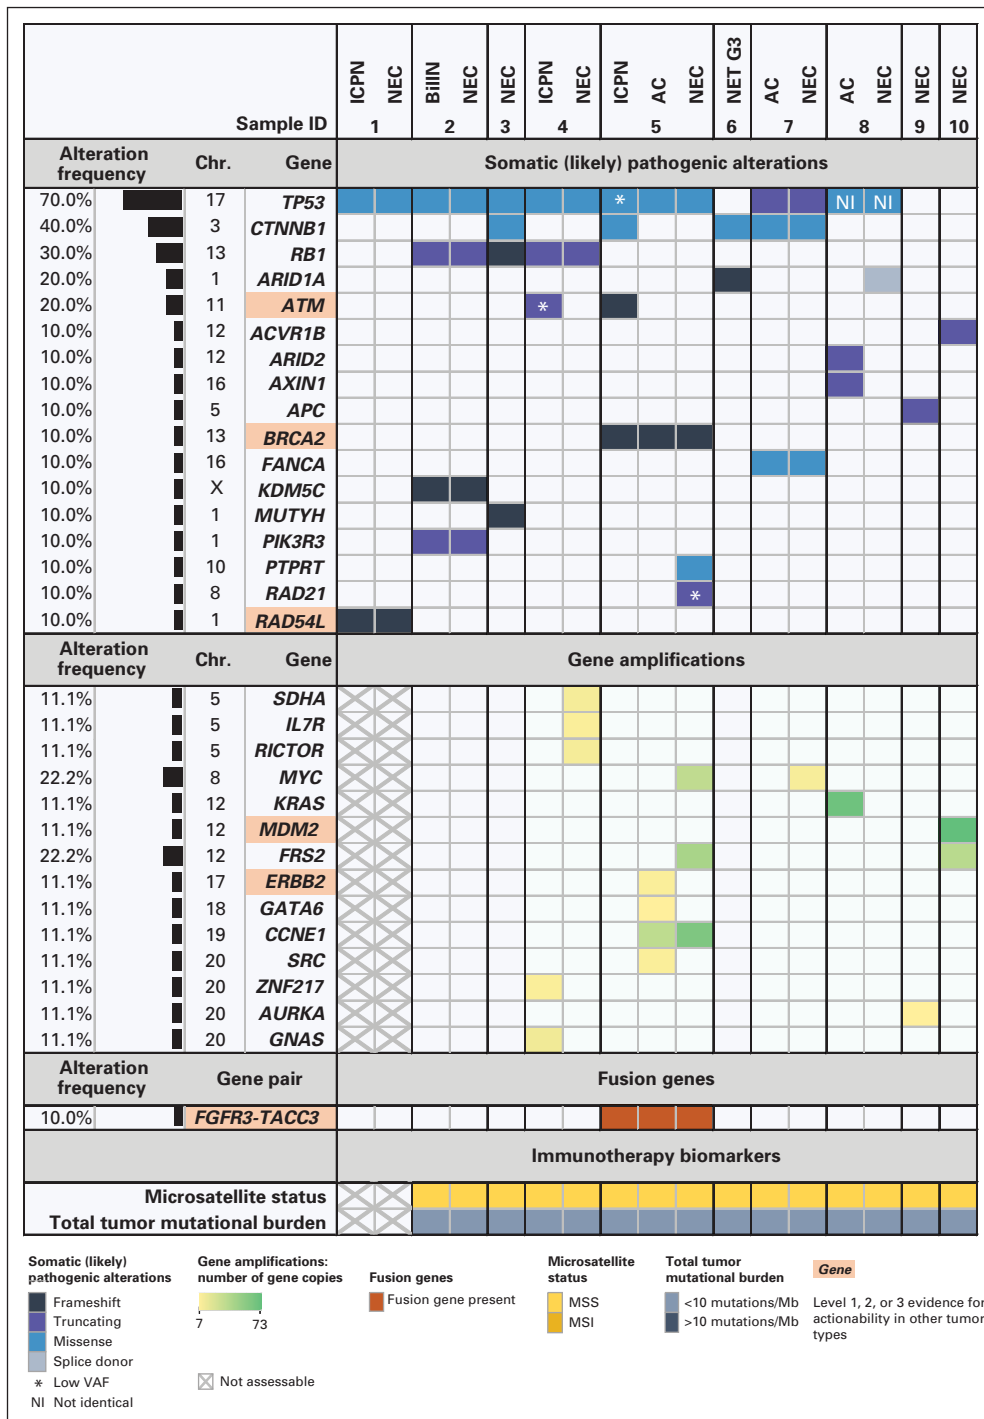 ICPN NEC BilIN NEC NEC ICPN NEC ICPN AC NEC NET G3 AC NEC AC NEC NEC NEC
Sample ID 1 2 3 4 5 6 7 8 9 10
Alteration frequency Chr. Gene Somatic (likely) pathogenic alterations
70.0% 17 TP53 * NI NI
40.0% 3 CTNNB1
30.0% 13 RB1
20.0% 1 ARID1A
20.0% 11 ATM *
10.0% 12 ACVR1B
10.0% 12 ARID2
10.0% 16 AXIN1
10.0% 5 APC
10.0% 13 BRCA2
10.0% 16 FANCA
10.0% X KDM5C
10.0% 1 MUTYH
10.0% 1 PIK3R3
10.0% 10 PTPRT
10.0% 8 RAD21 *
10.0% 1 RAD54L
Alteration frequency Chr. Gene Gene amplifications
11.1% 5 SDHA
11.1% 5 IL7R
11.1% 5 RICTOR
22.2% 8 MYC
11.1% 12 KRAS
11.1% 12 MDM2
22.2% 12 FRS2
11.1% 17 ERBB2
11.1% 18 GATA6
11.1% 19 CCNE1
11.1% 20 SRC
11.1% 20 ZNF217
11.1% 20 AURKA
11.1% 20 GNAS
Alteration frequency Gene pair Fusion genes
10.0% FGFR3-TACC3
Immunotherapy biomarkers
Microsatellite status
Total tumor mutational burden
Somatic (likely)
pathogenic alterations
Frameshift
Truncating
Missense
Splice donor
* Low VAF
NI Not identical
Gene amplifications:
number of gene copies
7 73
Not assessable
Fusion genes
Fusion gene present
Microsatellite
status
MSS
MSI
Total tumor
mutational burden
<10 mutations/Mb
>10 mutations/Mb
Gene
Level 1, 2, or 3 evidence for
actionability in other tumor
types